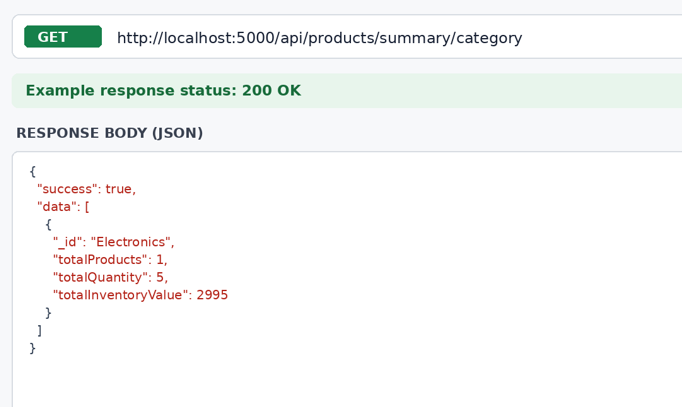 GET http://localhost:5000/api/products/summary/category
Example response status: 200 OK
RESPONSE BODY (JSON)
{
  "success": true,
  "data": [
    {
      "_id": "Electronics",
      "totalProducts": 1,
      "totalQuantity": 5,
      "totalInventoryValue": 2995
    }
  ]
}